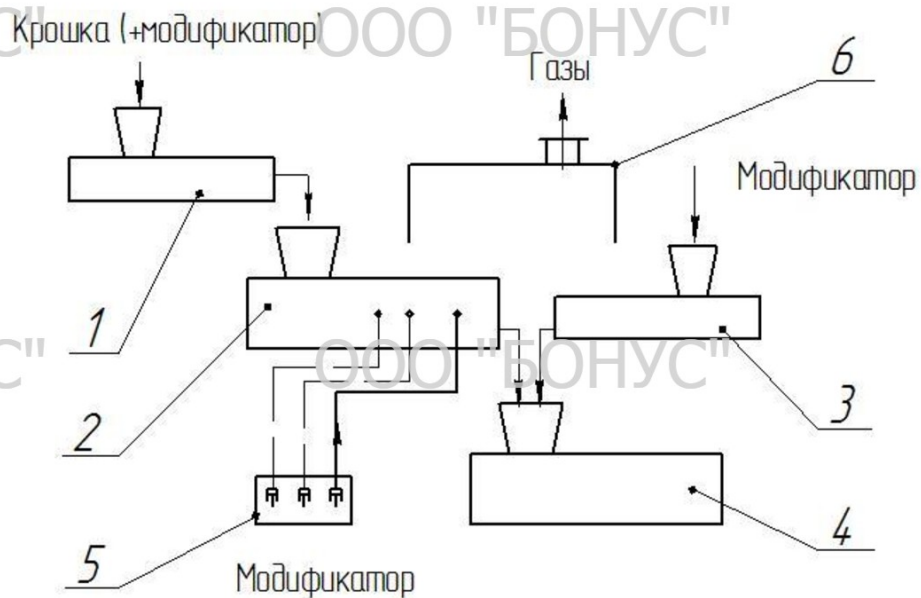 Крошка (+модификатор)
ООО "БОНУС"
Газы
6
Модификатор
1
С"
ООО "БОНУС"
3
2
4
5
Модификатор